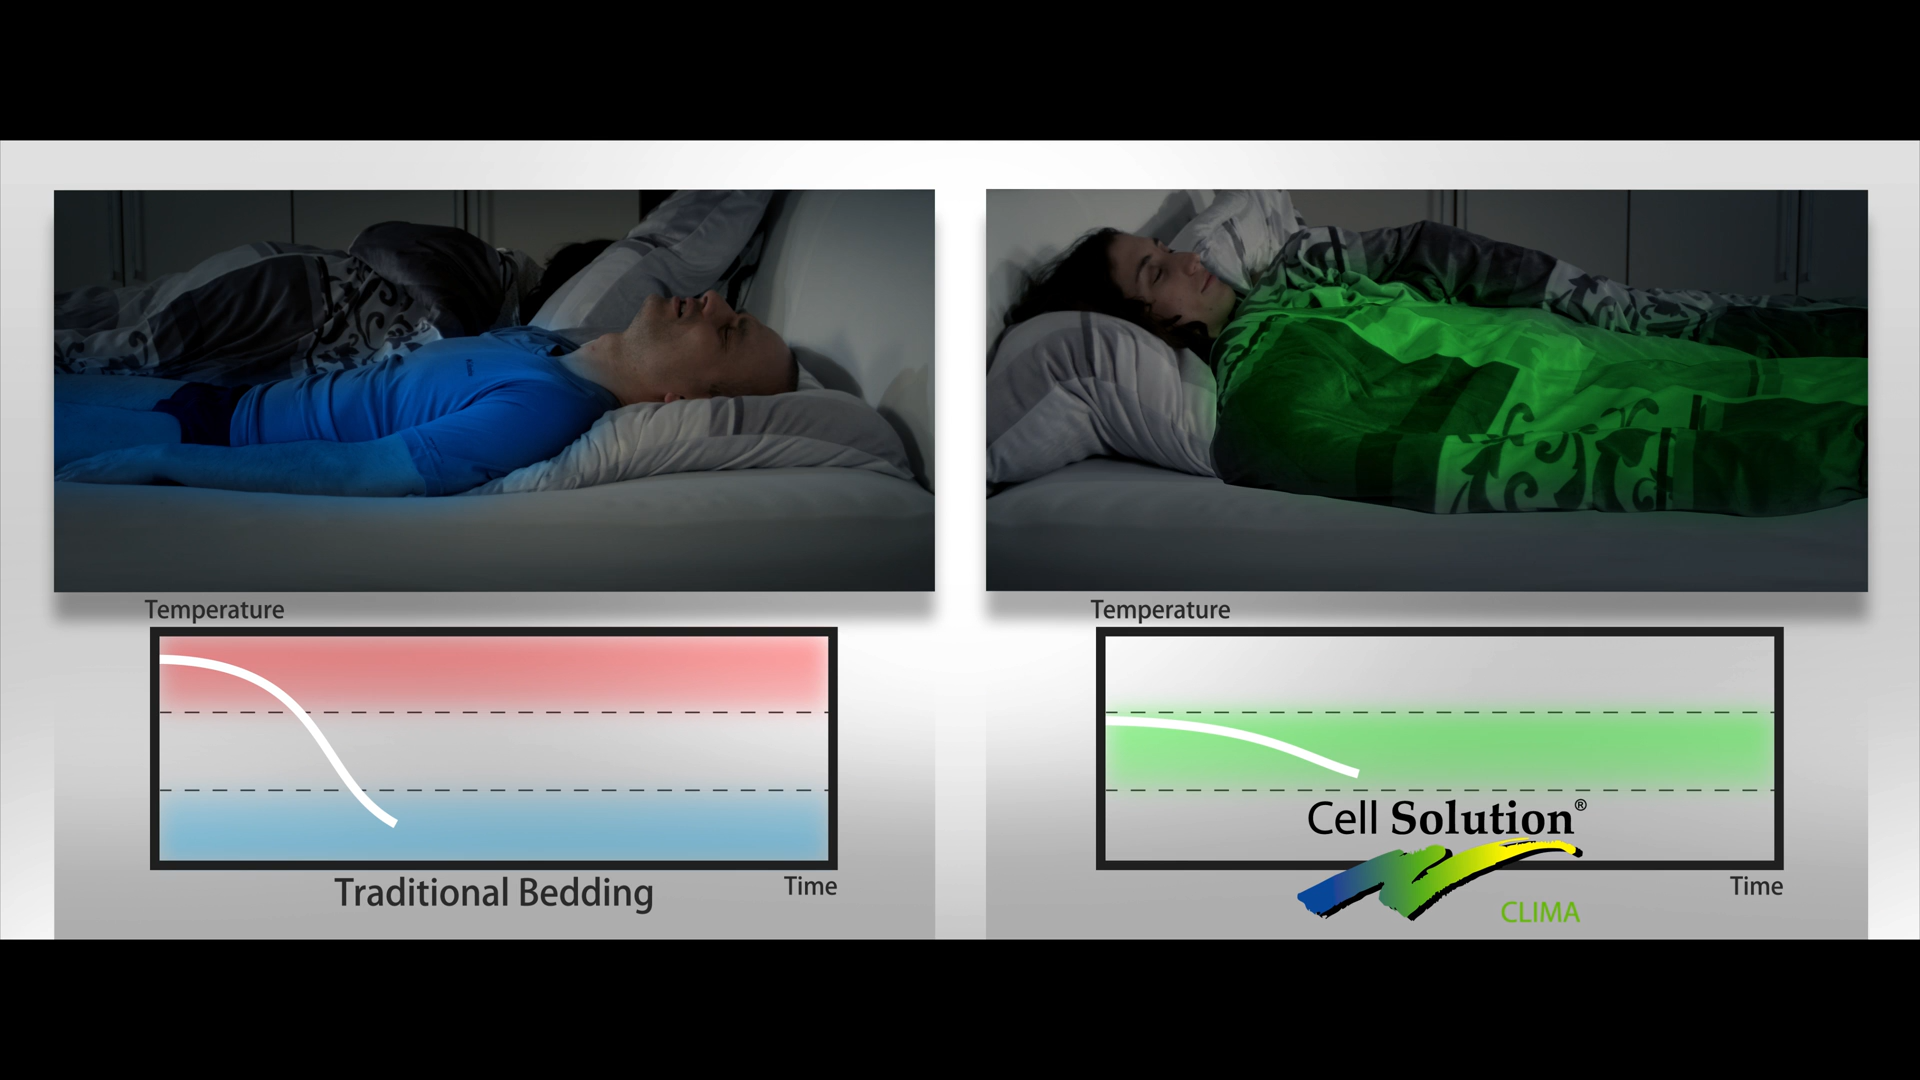 Temperature
Traditional Bedding
Time
Temperature
Cell Solution®
CLIMA
Time